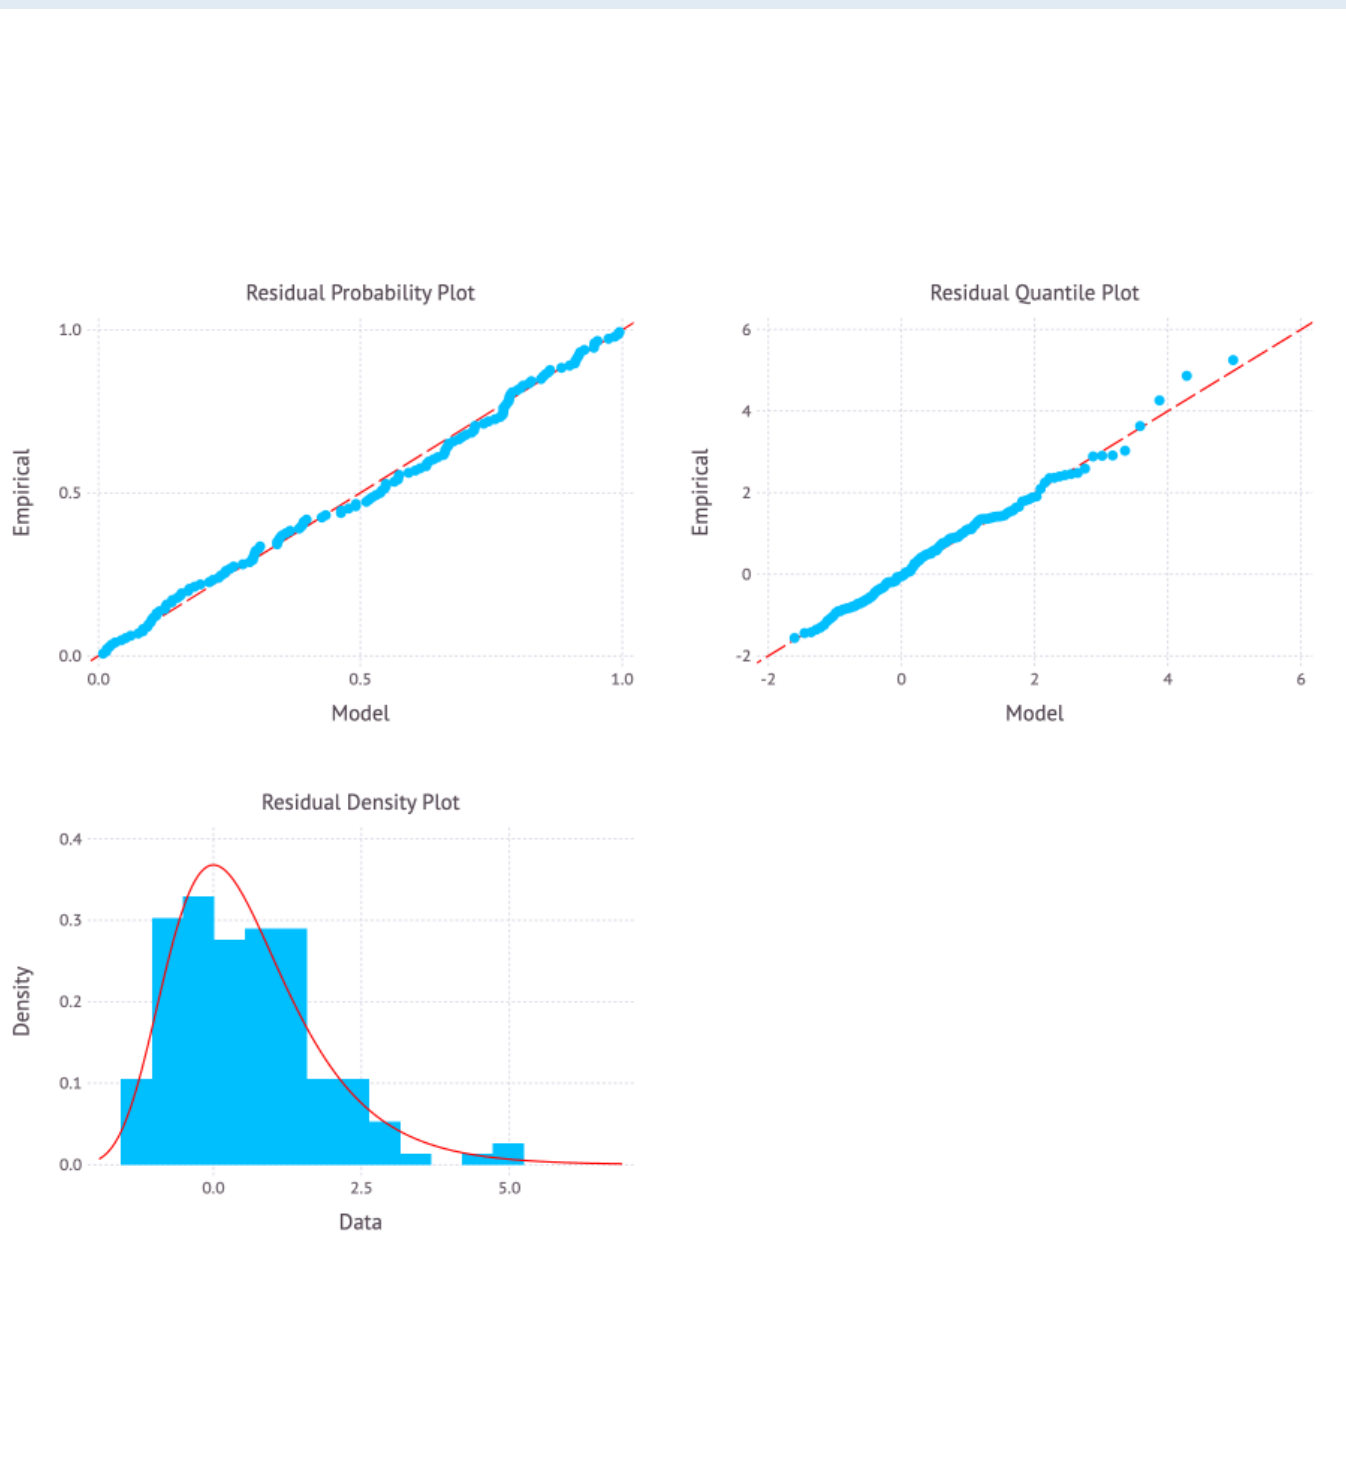 Residual Probability Plot
Empirical
1.0
0.5
0.0
0.0 0.5 1.0
Model
Residual Quantile Plot
Empirical
6
4
2
0
-2
-2 0 2 4 6
Model
Residual Density Plot
Density
0.4
0.3
0.2
0.1
0.0
0.0 2.5 5.0
Data